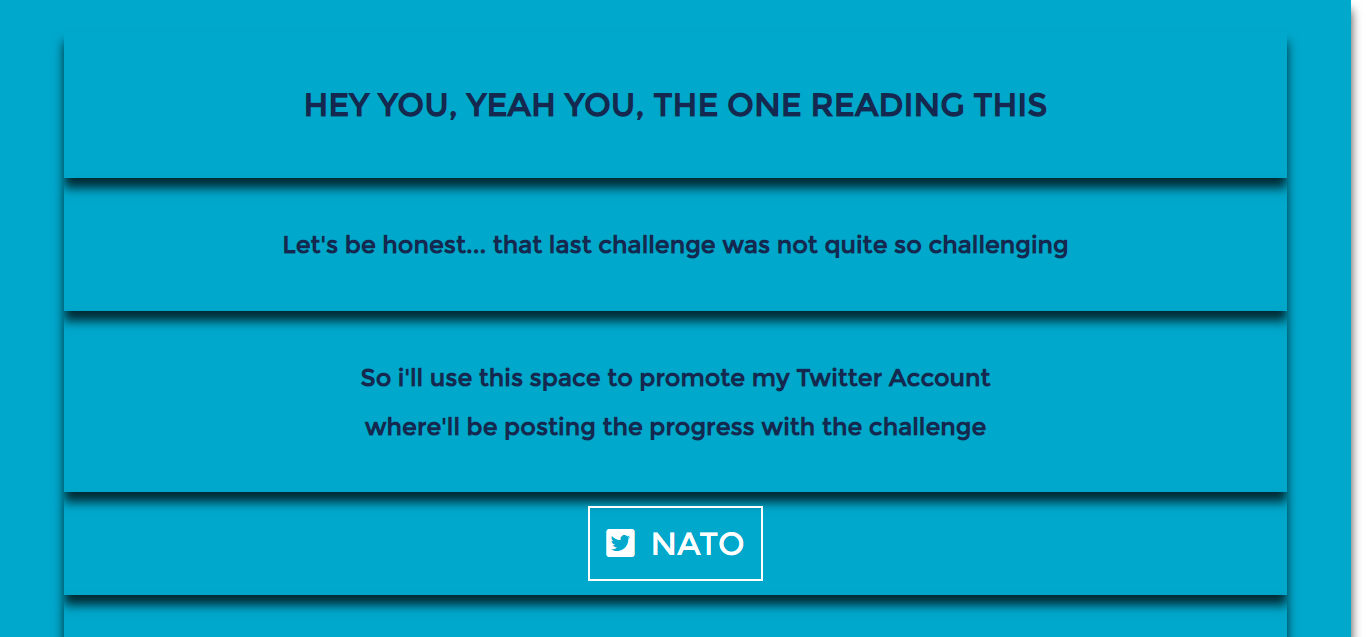 HEY YOU, YEAH YOU, THE ONE READING THIS
Let's be honest... that last challenge was not quite so challenging
So i'll use this space to promote my Twitter Account
where'll be posting the progress with the challenge
NATO